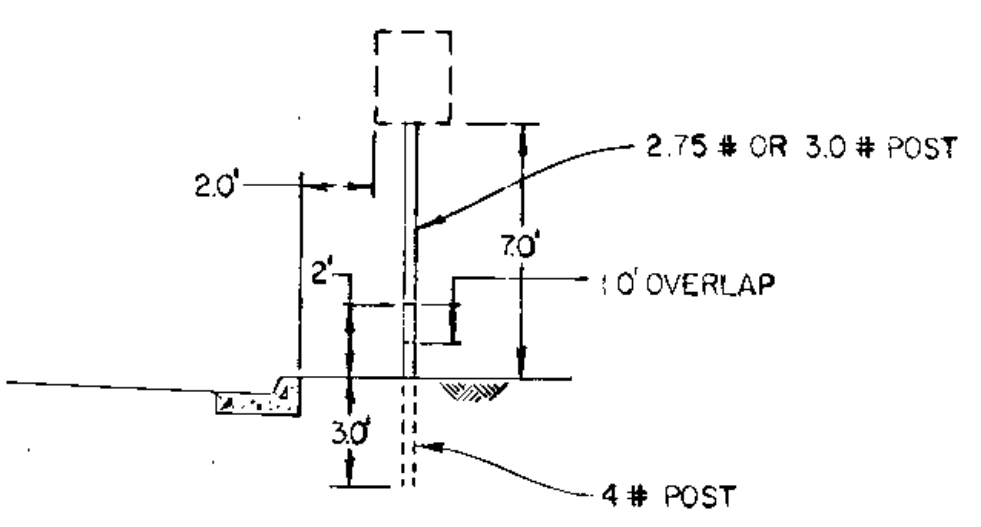 2.75 # OR 3.0 # POST
2.0'
7.0'
2'
1.0' OVERLAP
3.0'
4 # POST